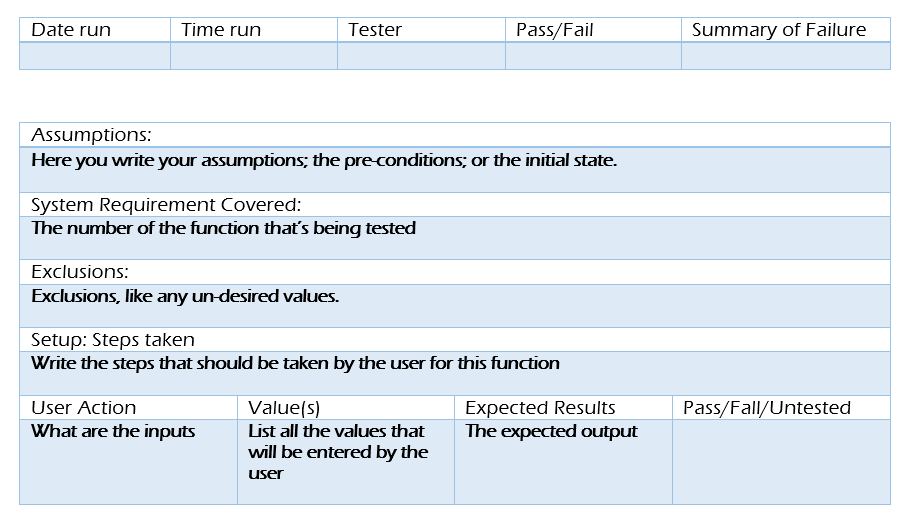 Date run Time run Tester Pass/Fail Summary of Failure
Assumptions:
Here you write your assumptions; the pre-conditions; or the initial state.
System Requirement Covered:
The number of the function that's being tested
Exclusions:
Exclusions, like any un-desired values.
Setup: Steps taken
Write the steps that should be taken by the user for this function
User Action Value(s) Expected Results Pass/Fall/Untested
What are the inputs List all the values that The expected output
will be entered by the
user